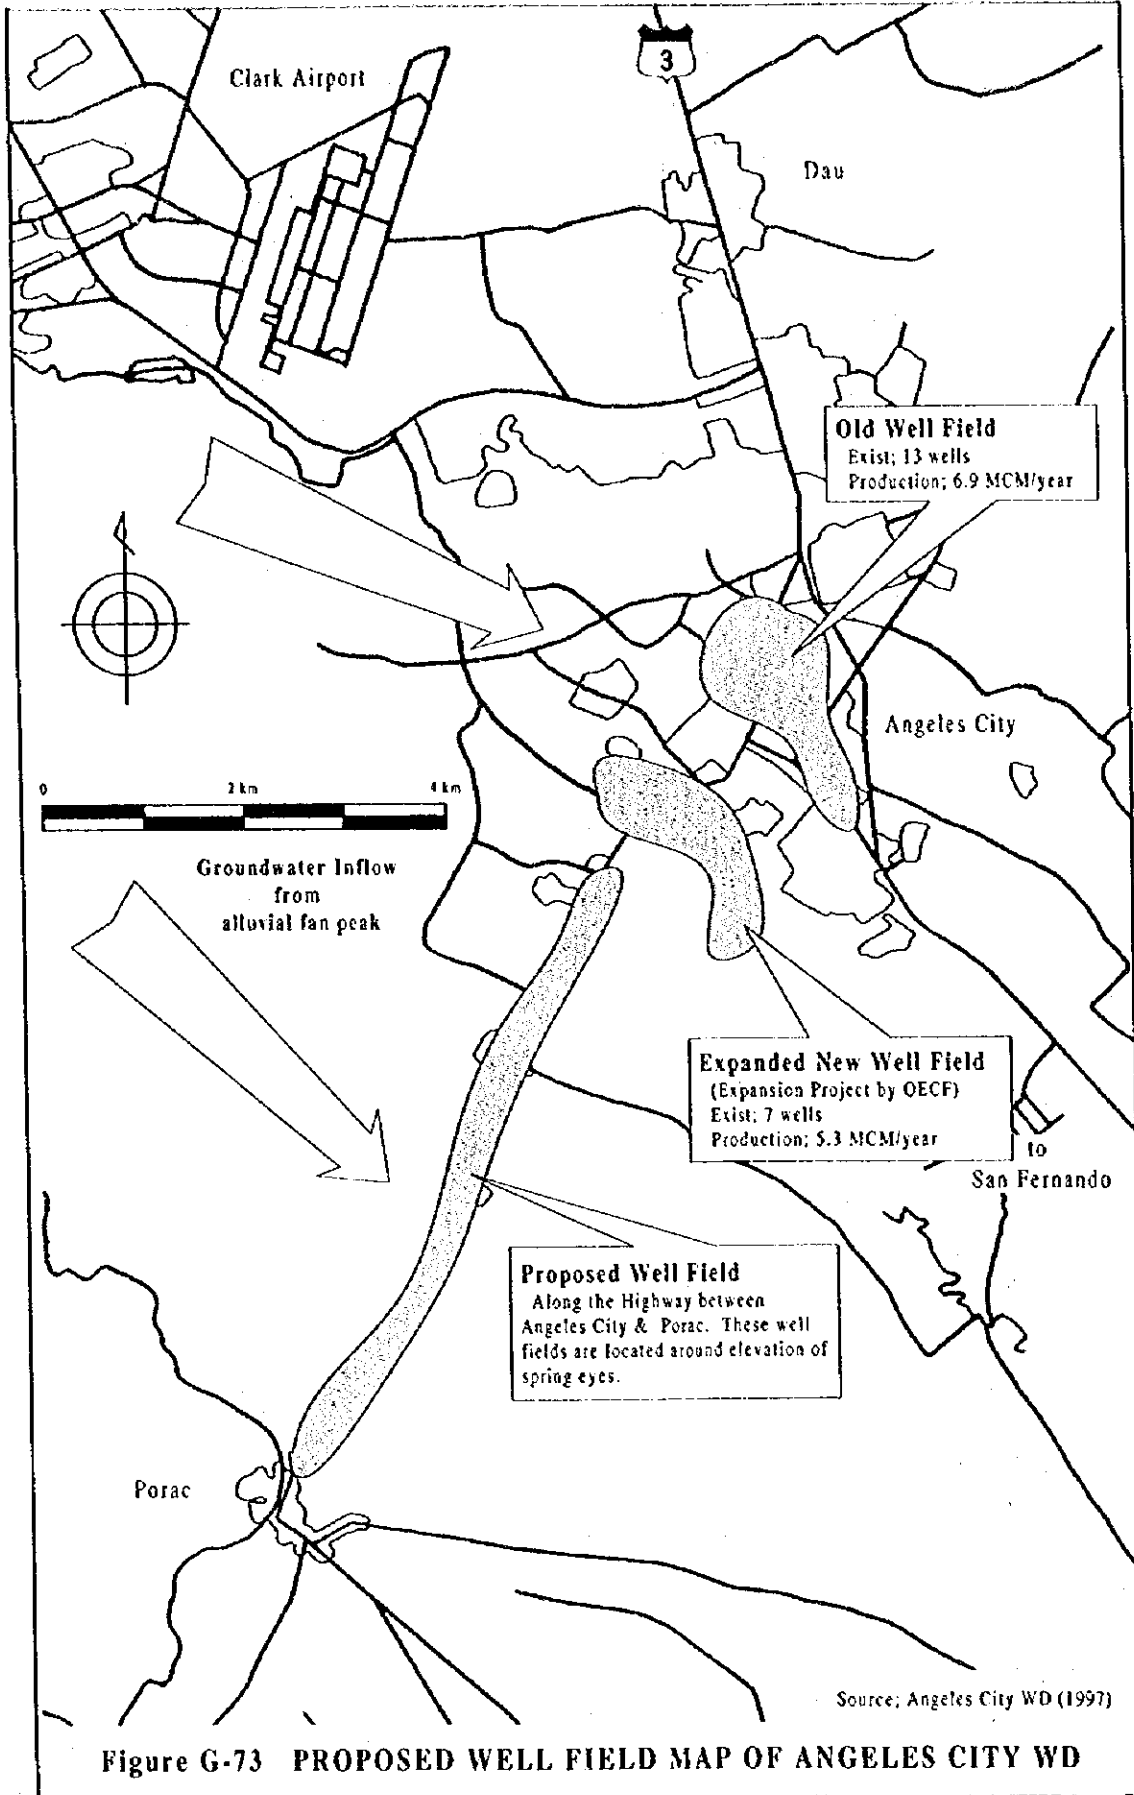 Clark Airport
3
Dau
Old Well Field
Exist; 13 wells
Production; 6.9 MCM/year
Angeles City
0 2 km 4 km
Groundwater Inflow
from
alluvial fan peak
Expanded New Well Field
(Expansion Project by OECF)
Exist; 7 wells
Production; 5.3 MCM/year
to
San Fernando
Proposed Well Field
Along the Highway between
Angeles City & Porac. These well
fields are located around elevation of
spring eyes.
Porac
Source; Angeles City WD (1997)
Figure G-73 PROPOSED WELL FIELD MAP OF ANGELES CITY WD